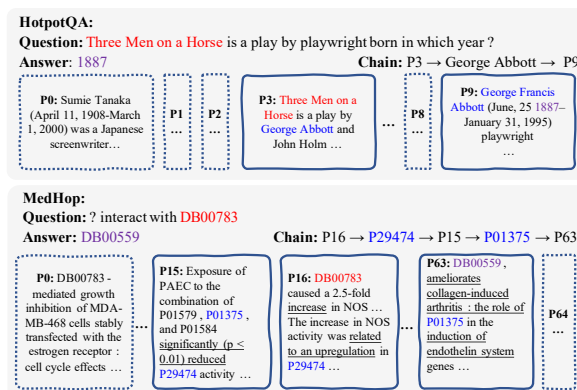 HotpotQA:
Question: Three Men on a Horse is a play by playwright born in which year ?
Answer: 1887
Chain: P3 → George Abbott → P9
P0: Sumie Tanaka
(April 11, 1908-March
1, 2000) was a Japanese
screenwriter…
P1
…
P2
…
P3: Three Men on a
Horse is a play by
George Abbott and
John Holm …
…
P8
…
P9: George Francis
Abbott (June, 25 1887–
January 31, 1995)
playwright
…
MedHop:
Question: ? interact with DB00783
Answer: DB00559
Chain: P16 → P29474 → P15 → P01375 → P63
P0: DB00783 -
mediated growth
inhibition of MDA-
MB-468 cells stably
transfected with the
estrogen receptor :
cell cycle effects …
…
P15: Exposure of
PAEC to the
combination of
P01579 , P01375,
and P01584
significantly (p <
0.01) reduced
P29474 activity …
P16: DB00783
caused a 2.5-fold
increase in NOS …
The increase in NOS
activity was related
to an upregulation in
P29474 …
…
P63: DB00559 ,
ameliorates
collagen-induced
arthritis : the role of
P01375 in the
induction of
endothelin system
genes …
P64
…